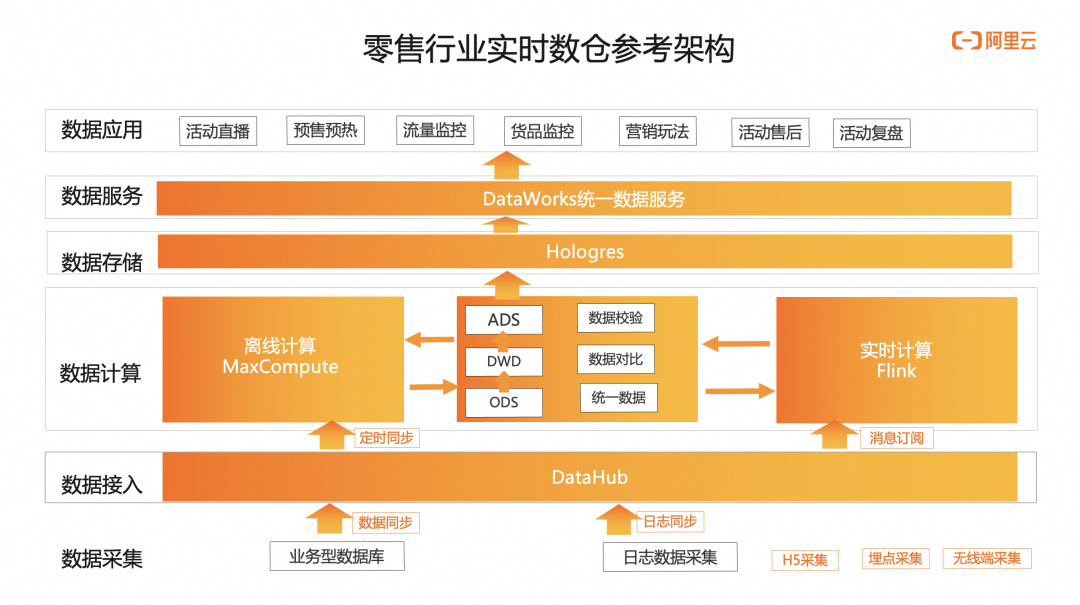 零售行业实时数仓参考架构
阿里云
数据应用
活动直播
预售预热
流量监控
货品监控
营销玩法
活动售后
活动复盘
数据服务
DataWorks统一数据服务
数据存储
Hologres
数据计算
离线计算
MaxCompute
ADS
DWD
ODS
数据校验
数据对比
统一数据
实时计算
Flink
定时同步
消息订阅
数据接入
DataHub
数据同步
日志同步
数据采集
业务型数据库
日志数据采集
H5采集
埋点采集
无线端采集